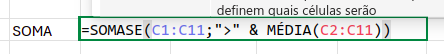 definem quais células serão
SOMA =SOMASE(C1:C11;">" & MÉDIA(C2:C11))